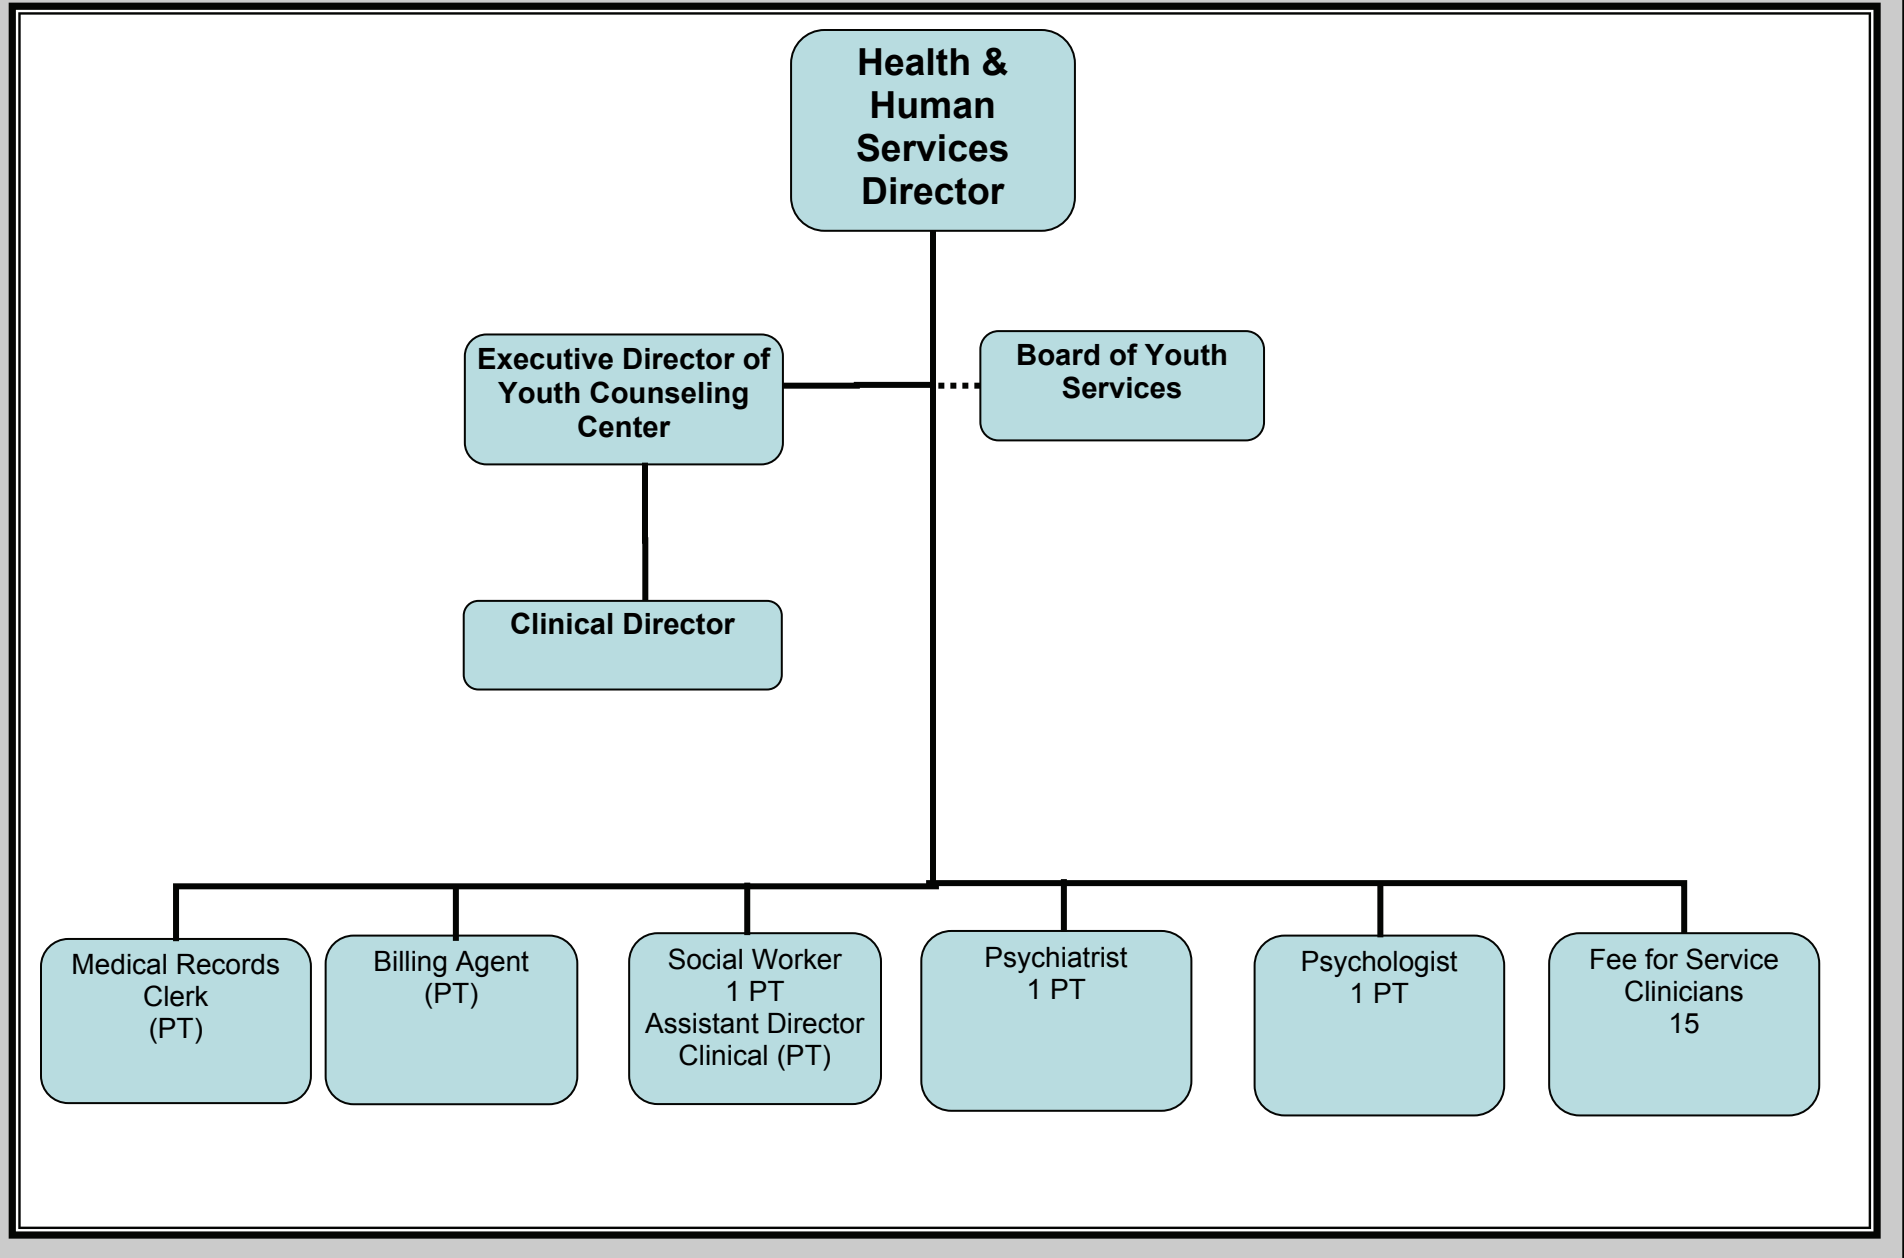 Health &
Human
Services
Director
Executive Director of
Youth Counseling
Center
Board of Youth
Services
Clinical Director
Medical Records
Clerk
(PT)
Billing Agent
(PT)
Social Worker
1 PT
Assistant Director
Clinical (PT)
Psychiatrist
1 PT
Psychologist
1 PT
Fee for Service
Clinicians
15